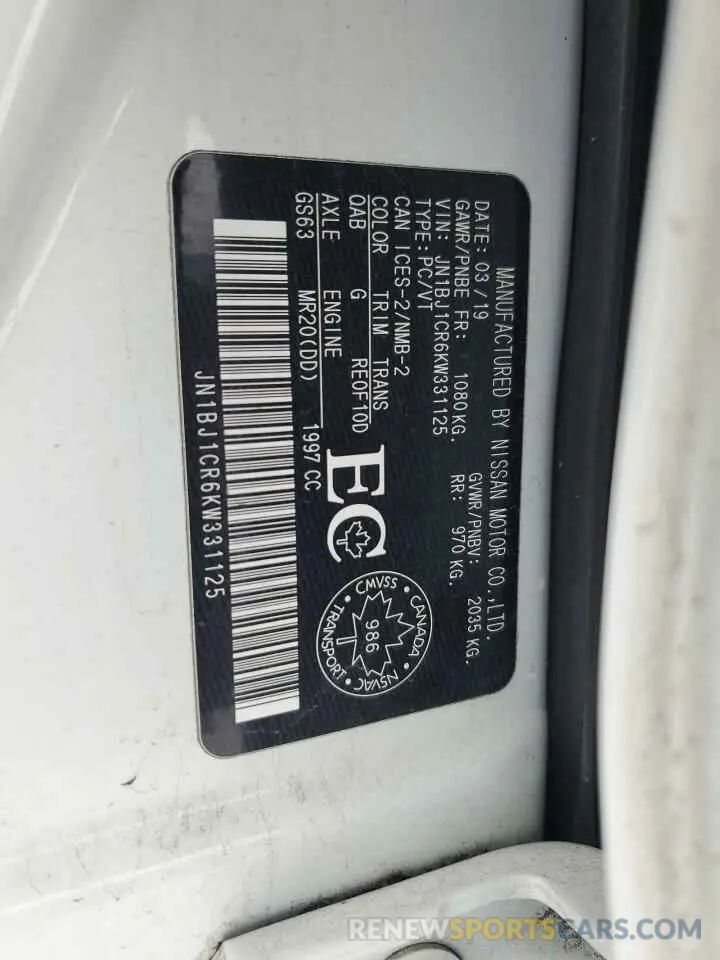 MANUFACTURED BY NISSAN MOTOR CO.,LTD.
DATE: 03/19 GVWR/PNBV: 2035 KG.
GAWR/PNBE FR: 1080 KG. RR: 970 KG.
VIN: JN1BJ1CR6KW331125
TYPE: PC/VT
CAN ICES-2/NMB-2
COLOR TRIM TRANS
QAB G RE0F10D
AXLE ENGINE
GS63 MR20(DD) 1997 CC
EC
CANADA
CMVSS
986
NSVAC
TRANSPORT
JN1BJ1CR6KW331125
RENEWSPORTSCARS.COM